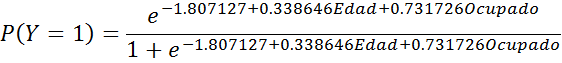 P(Y = 1) = e^{-1.807127+0.338646Edad+0.731726Ocupado} / 1 + e^{-1.807127+0.338646Edad+0.731726Ocupado}